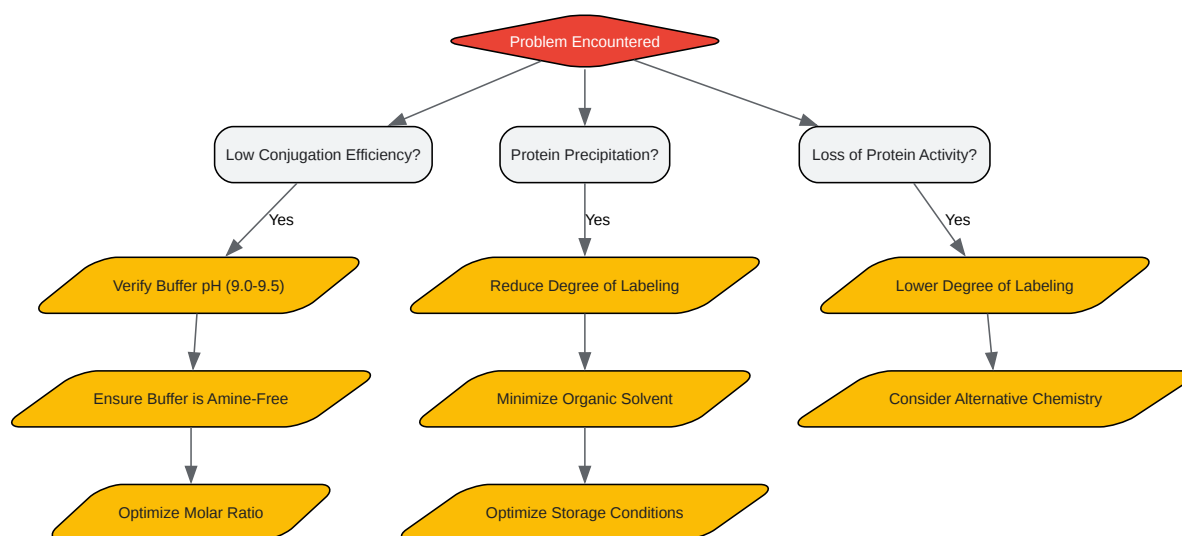 Problem Encountered
Low Conjugation Efficiency?
Protein Precipitation?
Loss of Protein Activity?
Yes
Yes
Yes
Verify Buffer pH (9.0-9.5)
Reduce Degree of Labeling
Lower Degree of Labeling
Ensure Buffer is Amine-Free
Minimize Organic Solvent
Consider Alternative Chemistry
Optimize Molar Ratio
Optimize Storage Conditions